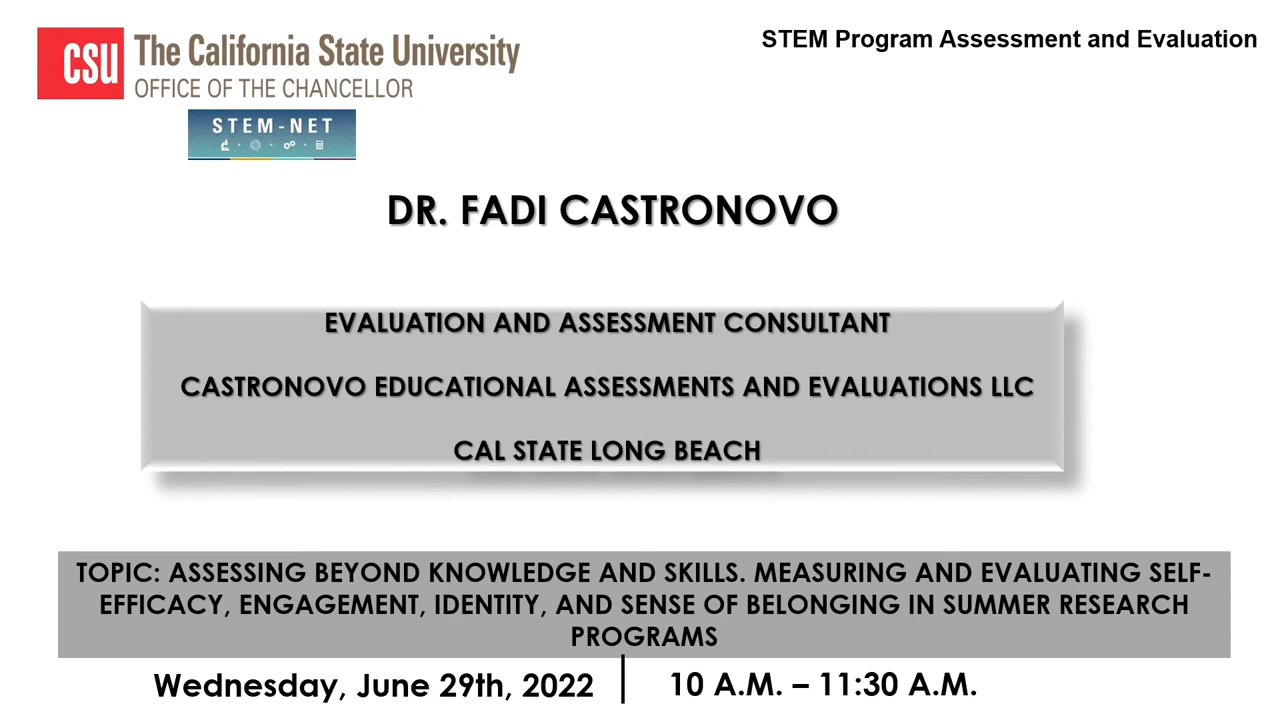 CSU The California State University
OFFICE OF THE CHANCELLOR
STEM Program Assessment and Evaluation
STEM-NET
DR. FADI CASTRONOVO
EVALUATION AND ASSESSMENT CONSULTANT
CASTRONOVO EDUCATIONAL ASSESSMENTS AND EVALUATIONS LLC
CAL STATE LONG BEACH
TOPIC: ASSESSING BEYOND KNOWLEDGE AND SKILLS. MEASURING AND EVALUATING SELF-
EFFICACY, ENGAGEMENT, IDENTITY, AND SENSE OF BELONGING IN SUMMER RESEARCH
PROGRAMS
Wednesday, June 29th, 2022
10 A.M. – 11:30 A.M.